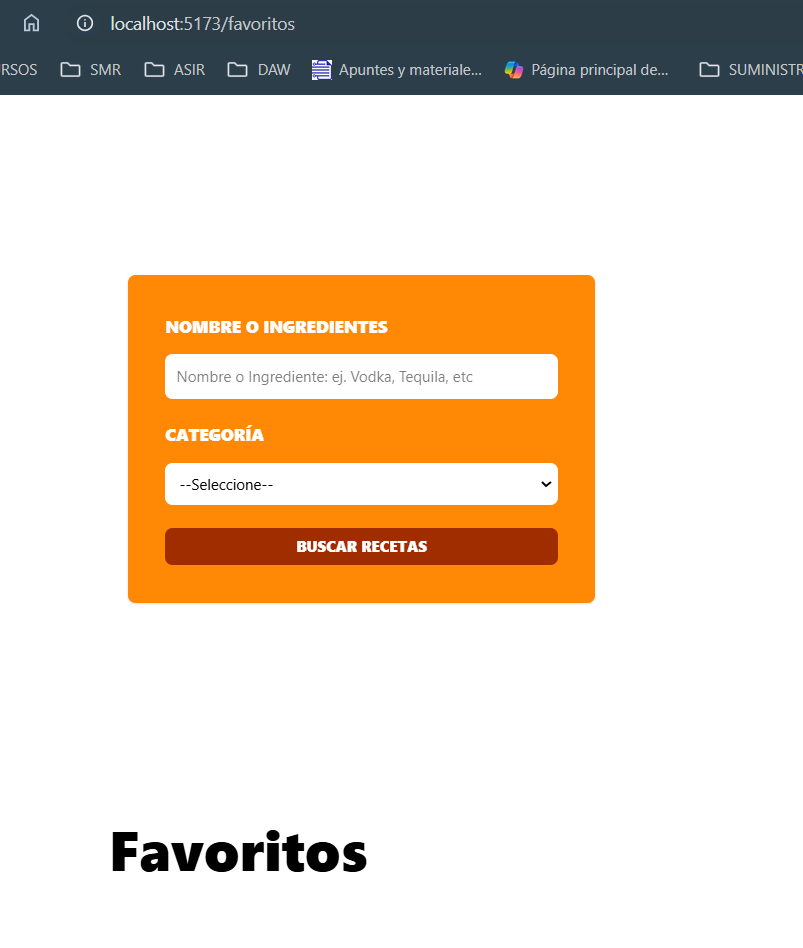 localhost:5173/favoritos
RSOS SMR ASIR DAW Apuntes y materiale... Página principal de... SUMINISTR
NOMBRE O INGREDIENTES
Nombre o Ingrediente: ej. Vodka, Tequila, etc
CATEGORÍA
--Seleccione--
BUSCAR RECETAS
Favoritos